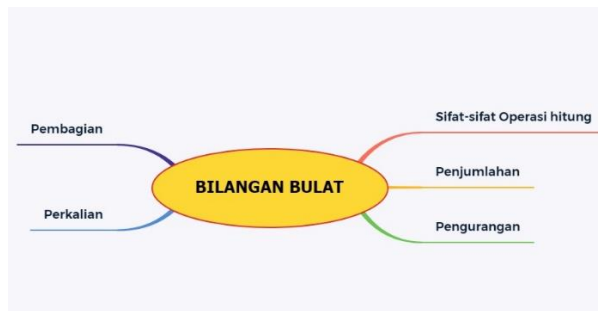 Sifat-sifat Operasi hitung
Pembagian
Penjumlahan
BILANGAN BULAT
Perkalian
Pengurangan